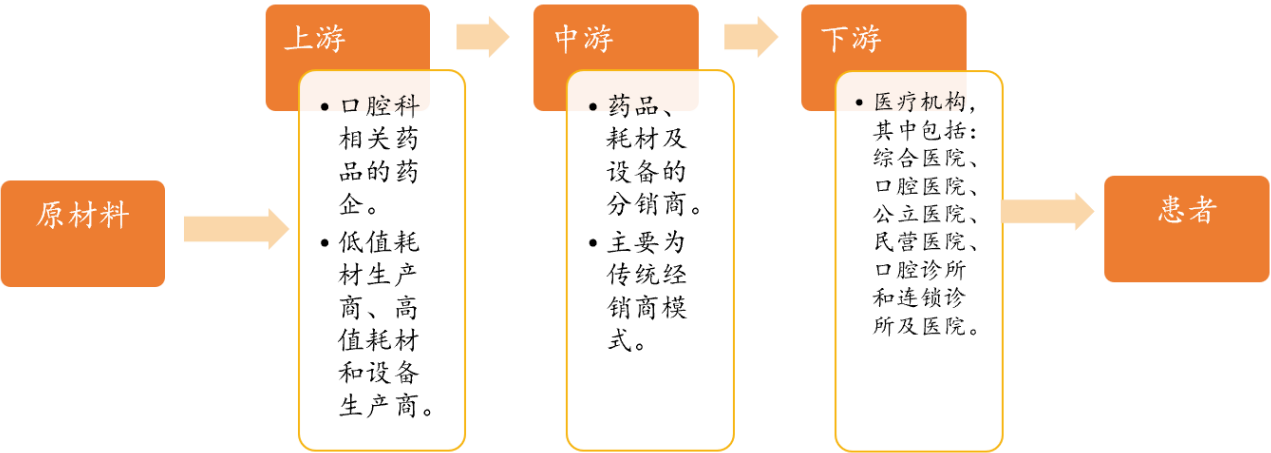 原材料
上游
• 口腔科
相关药
品的药
企。
• 低值耗
材生产
商、高
值耗材
和设备
生产商。
中游
• 药品、
耗材及
设备的
分销商。
• 主要为
传统经
销商模
式。
下游
• 医疗机构，
其中包括：
综合医院、
口腔医院、
公立医院、
民营医院、
口腔诊所
和连锁诊
所及医院。
患者